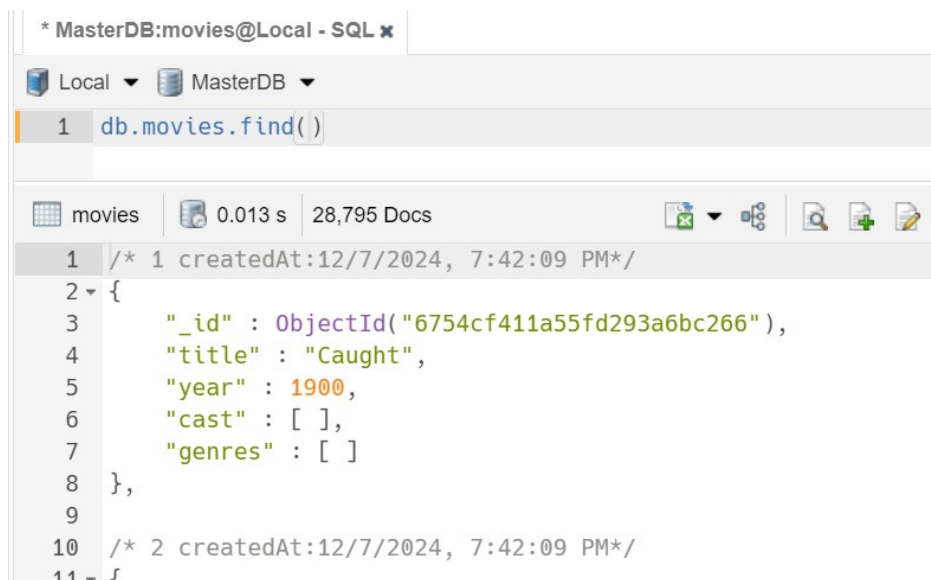 * MasterDB:movies@Local - SQL ×
Local MasterDB
1 db.movies.find()
movies 0.013 s 28,795 Docs
1 /* 1 createdAt:12/7/2024, 7:42:09 PM*/
2 {
3 "_id" : ObjectId("6754cf411a55fd293a6bc266"),
4 "title" : "Caught",
5 "year" : 1900,
6 "cast" : [ ],
7 "genres" : [ ]
8 },
9
10 /* 2 createdAt:12/7/2024, 7:42:09 PM*/
11 {